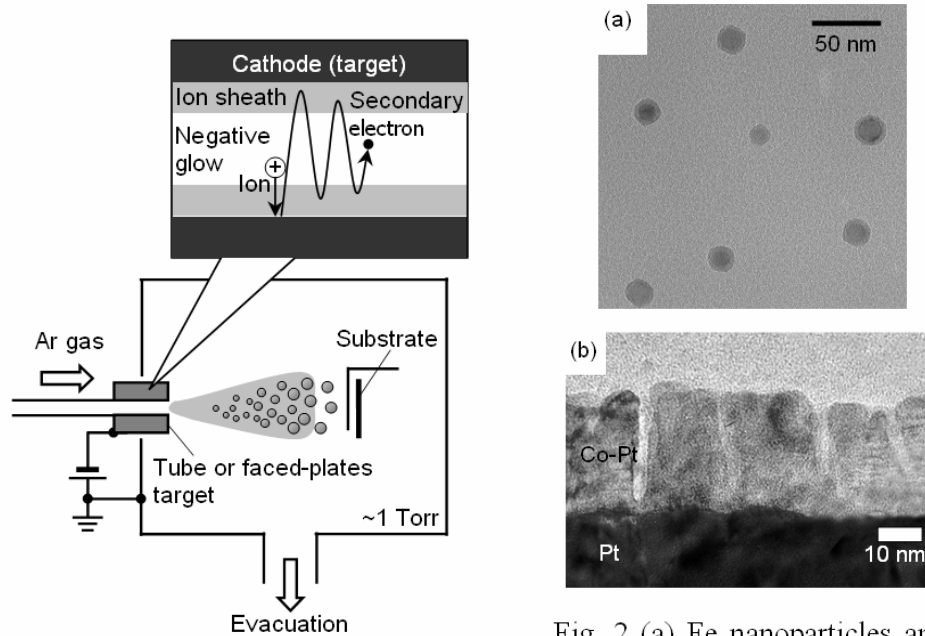 Cathode (target)
Ion sheath
Secondary
electron
Negative
glow
+
Ion
Ar gas
Substrate
Tube or faced-plates
target
~1 Torr
Evacuation
(a)
50 nm
(b)
Co-Pt
Pt
10 nm
Fig. 2 (a) Fe nanoparticles an